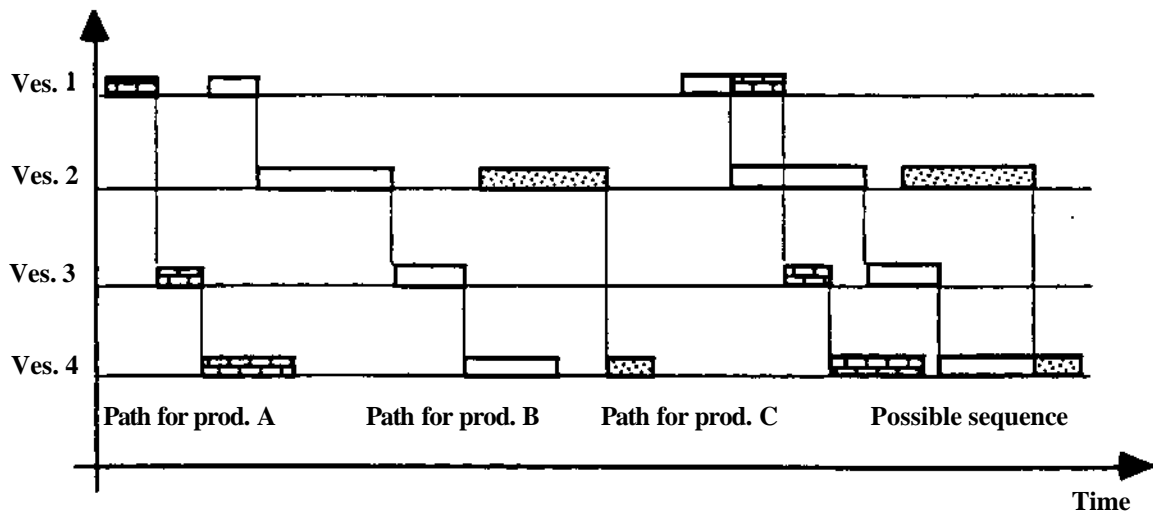 Ves. 1
Ves. 2
Ves. 3
Ves. 4
Path for prod. A Path for prod. B Path for prod. C Possible sequence
Time